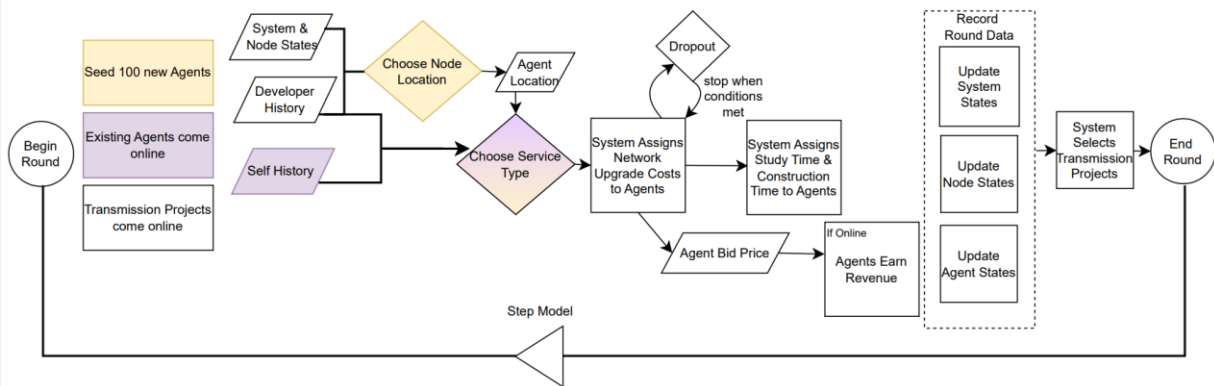 Begin
Round
Seed 100 new Agents
Existing Agents come
online
Transmission Projects
come online
System &
Node States
Developer
History
Self History
Choose Node
Location
Agent
Location
Choose Service
Type
Dropout
stop when
conditions
met
System Assigns
Network
Upgrade Costs
to Agents
System Assigns
Study Time &
Construction
Time to Agents
Agent Bid Price
If Online
Agents Earn
Revenue
Record
Round Data
Update
System
States
Update
Node States
Update
Agent States
System
Selects
Transmission
Projects
End
Round
Step Model